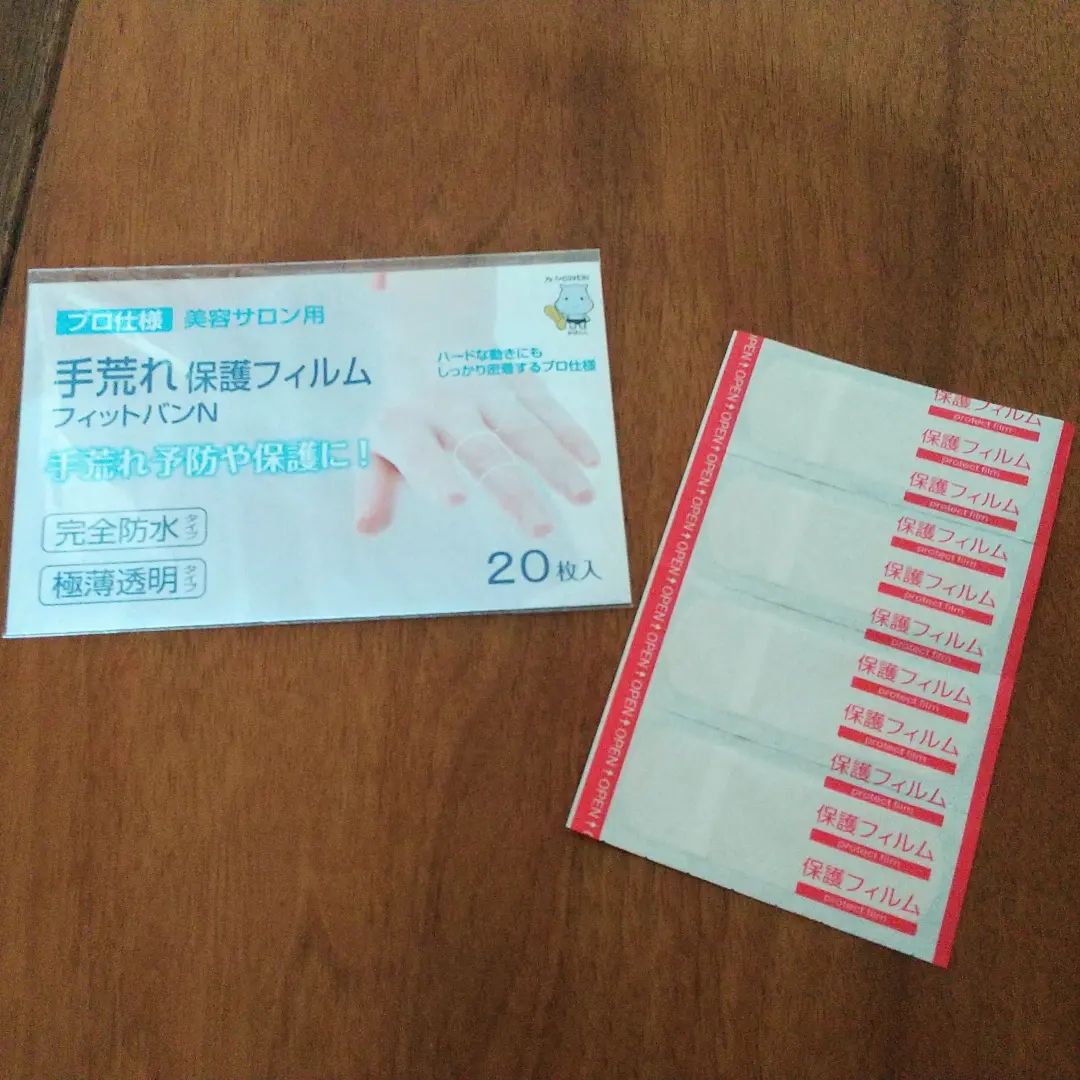 プロ仕様 美容サロン用
手荒れ 保護フィルム
フィットバンN
手荒れ予防や保護に!
完全防水タイプ
極薄透明タイプ
ハードな動きにも
しっかり密着するプロ仕様
20枚入
OPEN OPEN OPEN OPEN OPEN OPEN OPEN OPEN OPEN
保護フィルム
protect film
保護フィルム
protect film
保護フィルム
protect film
保護フィルム
protect film
保護フィルム
protect film
保護フィルム
protect film
保護フィルム
protect film
保護フィルム
protect film
保護フィルム
protect film
保護フィルム
protect film
保護フィルム
protect film